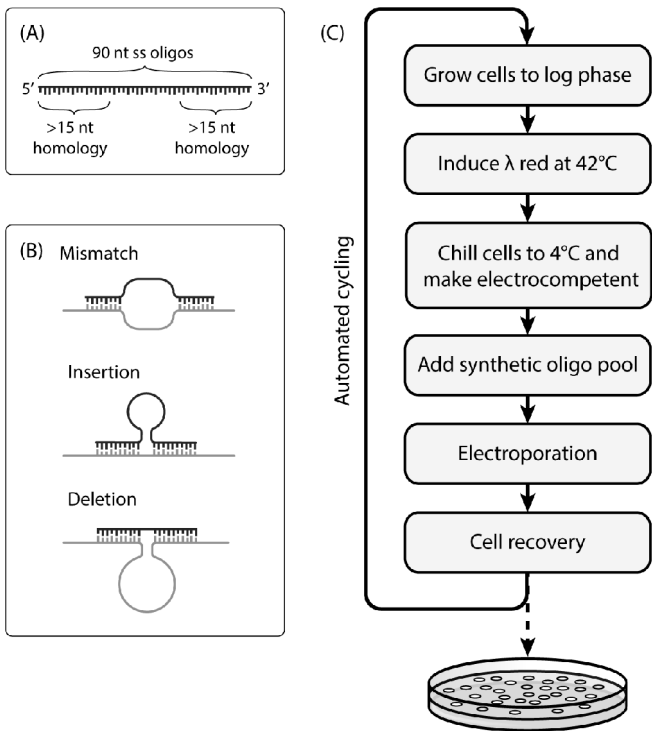 (A)
90 nt ss oligos
5’ 3’
>15 nt >15 nt
homology homology
(B) Mismatch
Insertion
Deletion
(C)
Grow cells to log phase
Induce λ red at 42°C
Chill cells to 4°C and
make electrocompetent
Add synthetic oligo pool
Electroporation
Cell recovery
Automated cycling